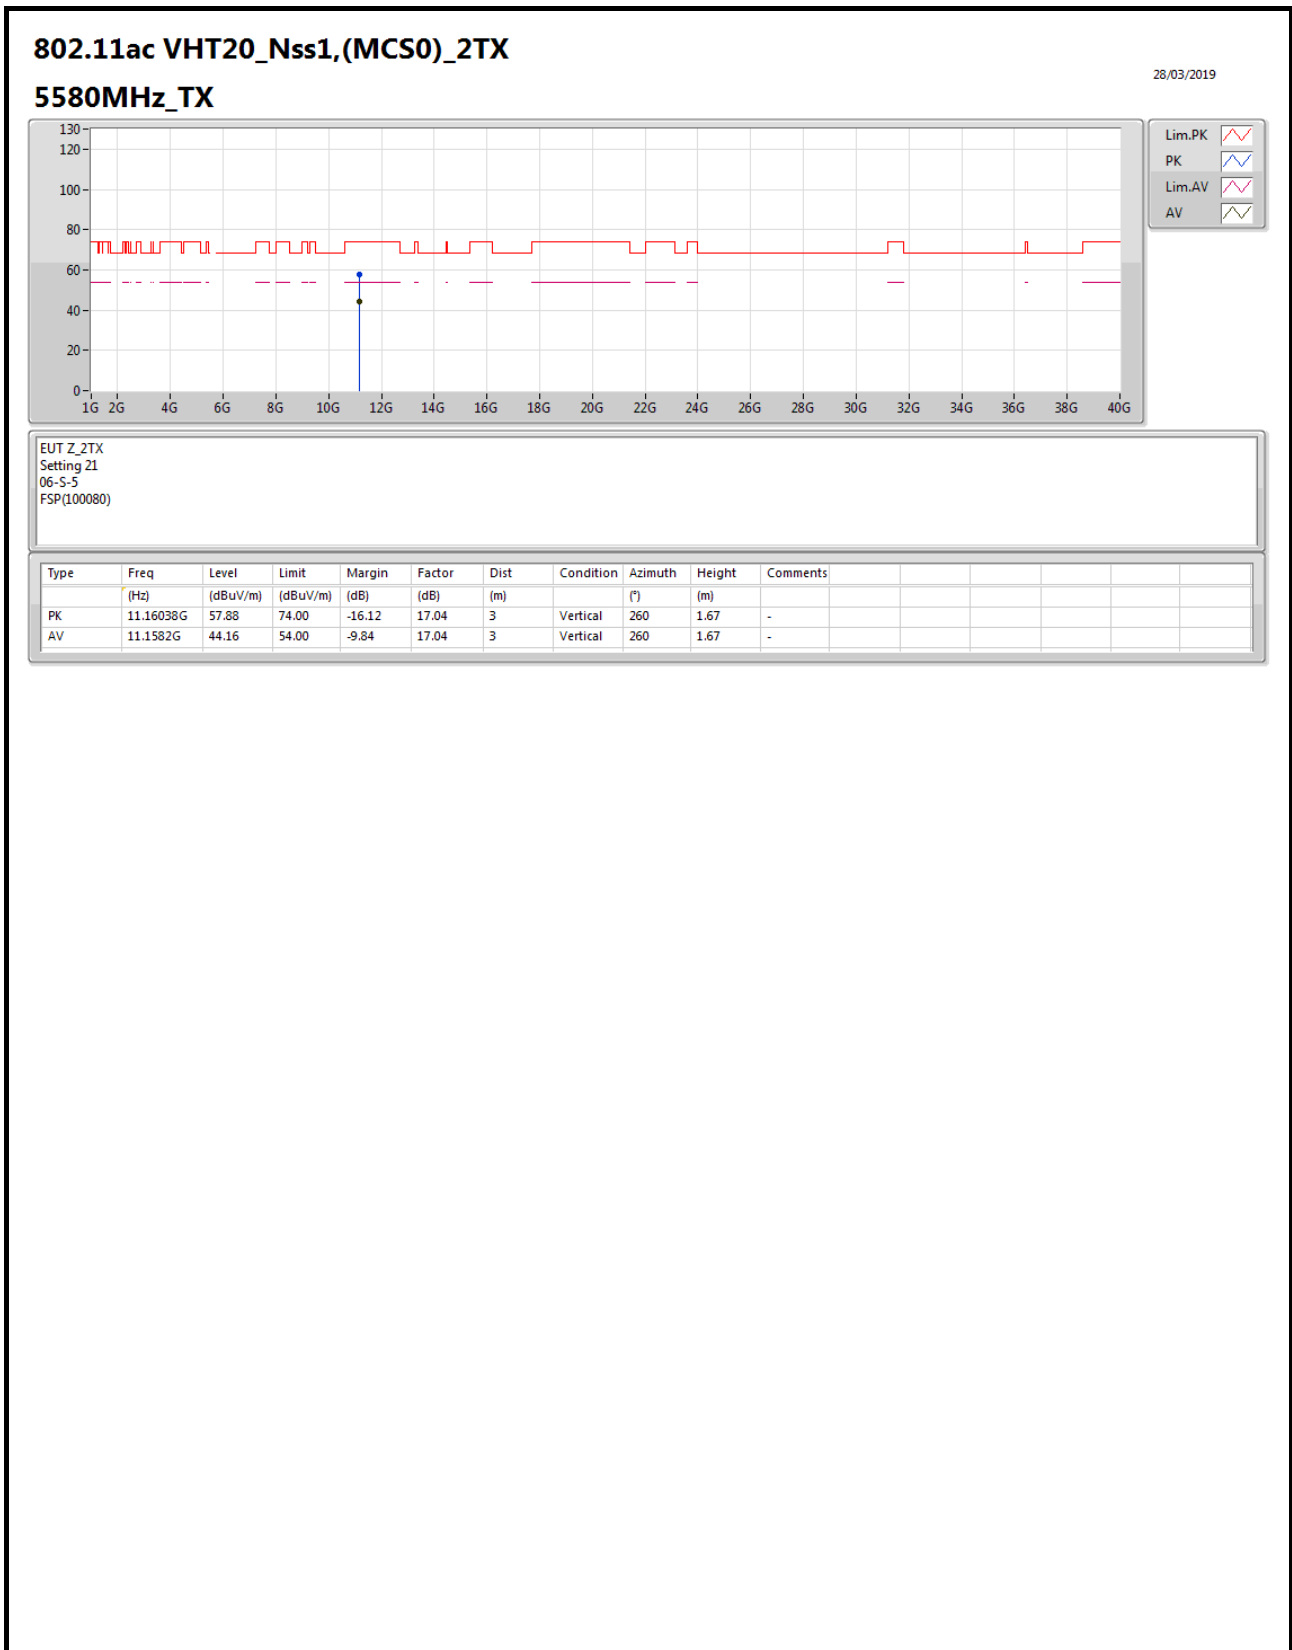 802.11ac VHT20_Nss1,(MCS0)_2TX
28/03/2019
5580MHz_TX
130
120
100
80
60
40
20
0
1G 2G 4G 6G 8G 10G 12G 14G 16G 18G 20G 22G 24G 26G 28G 30G 32G 34G 36G 38G 40G
Lim.PK
PK
Lim.AV
AV
EUT Z_2TX
Setting 21
06-S-5
FSP(100080)
Type Freq Level Limit Margin Factor Dist Condition Azimuth Height Comments
(Hz) (dBuV/m) (dBuV/m) (dB) (dB) (m) (°) (m)
PK 11.16038G 57.88 74.00 -16.12 17.04 3 Vertical 260 1.67 -
AV 11.1582G 44.16 54.00 -9.84 17.04 3 Vertical 260 1.67 -